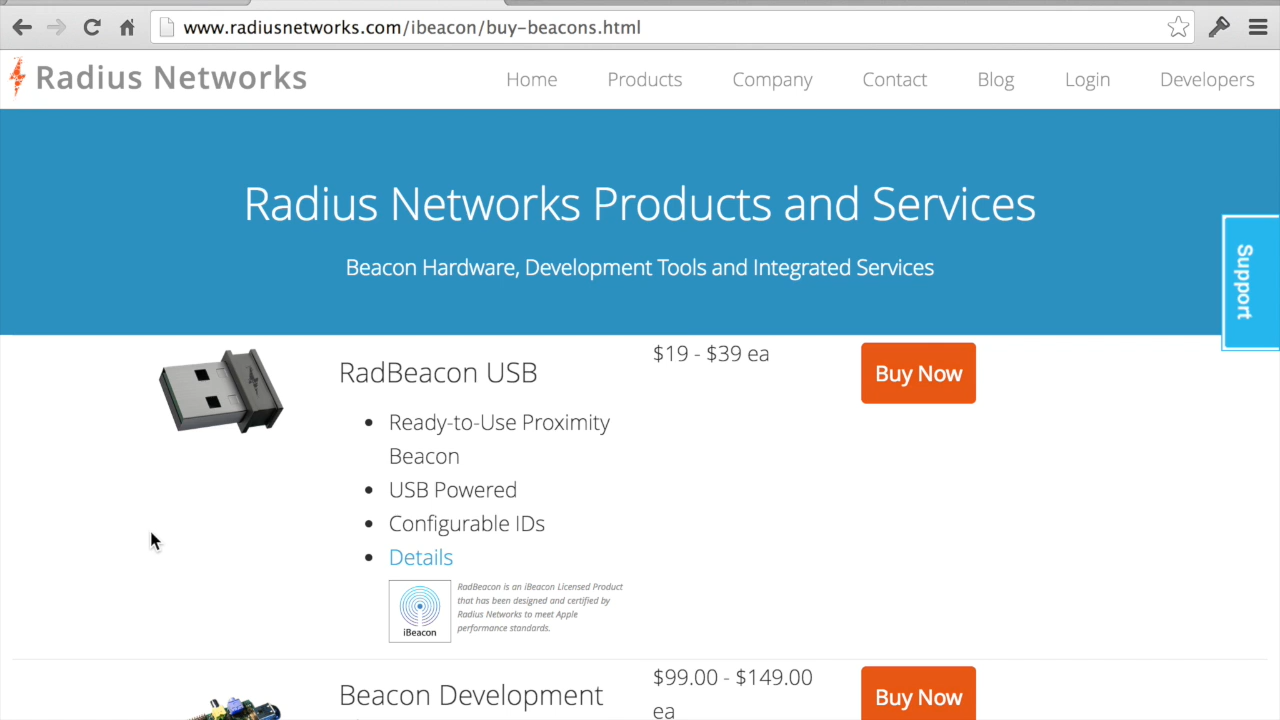 www.radiusnetworks.com/ibeacon/buy-beacons.html
Radius Networks
Home Products Company Contact Blog Login Developers
Radius Networks Products and Services
Beacon Hardware, Development Tools and Integrated Services
Support
RadBeacon USB
$19 - $39 ea
Buy Now
• Ready-to-Use Proximity
Beacon
• USB Powered
• Configurable IDs
• Details
iBeacon
RadBeacon is an iBeacon Licensed Product
that has been designed and certified by
Radius Networks to meet Apple
performance standards.
Beacon Development
$99.00 - $149.00
ea
Buy Now